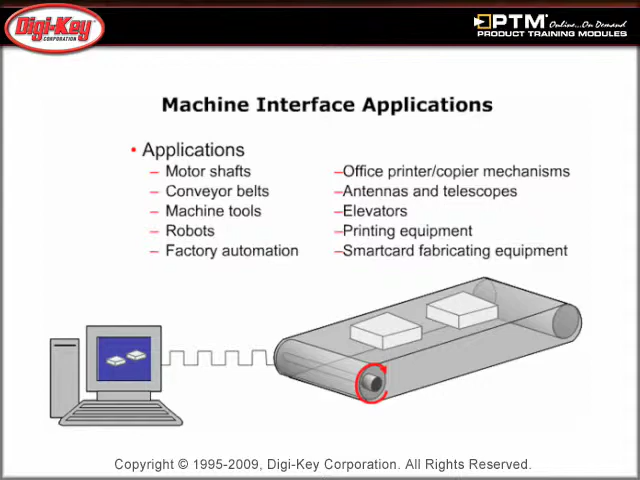 Digi-Key
CORPORATION
PTM Online...On Demand
PRODUCT TRAINING MODULES
Machine Interface Applications
• Applications
– Motor shafts
– Conveyor belts
– Machine tools
– Robots
– Factory automation
–Office printer/copier mechanisms
–Antennas and telescopes
–Elevators
–Printing equipment
–Smartcard fabricating equipment
Copyright © 1995-2009, Digi-Key Corporation. All Rights Reserved.